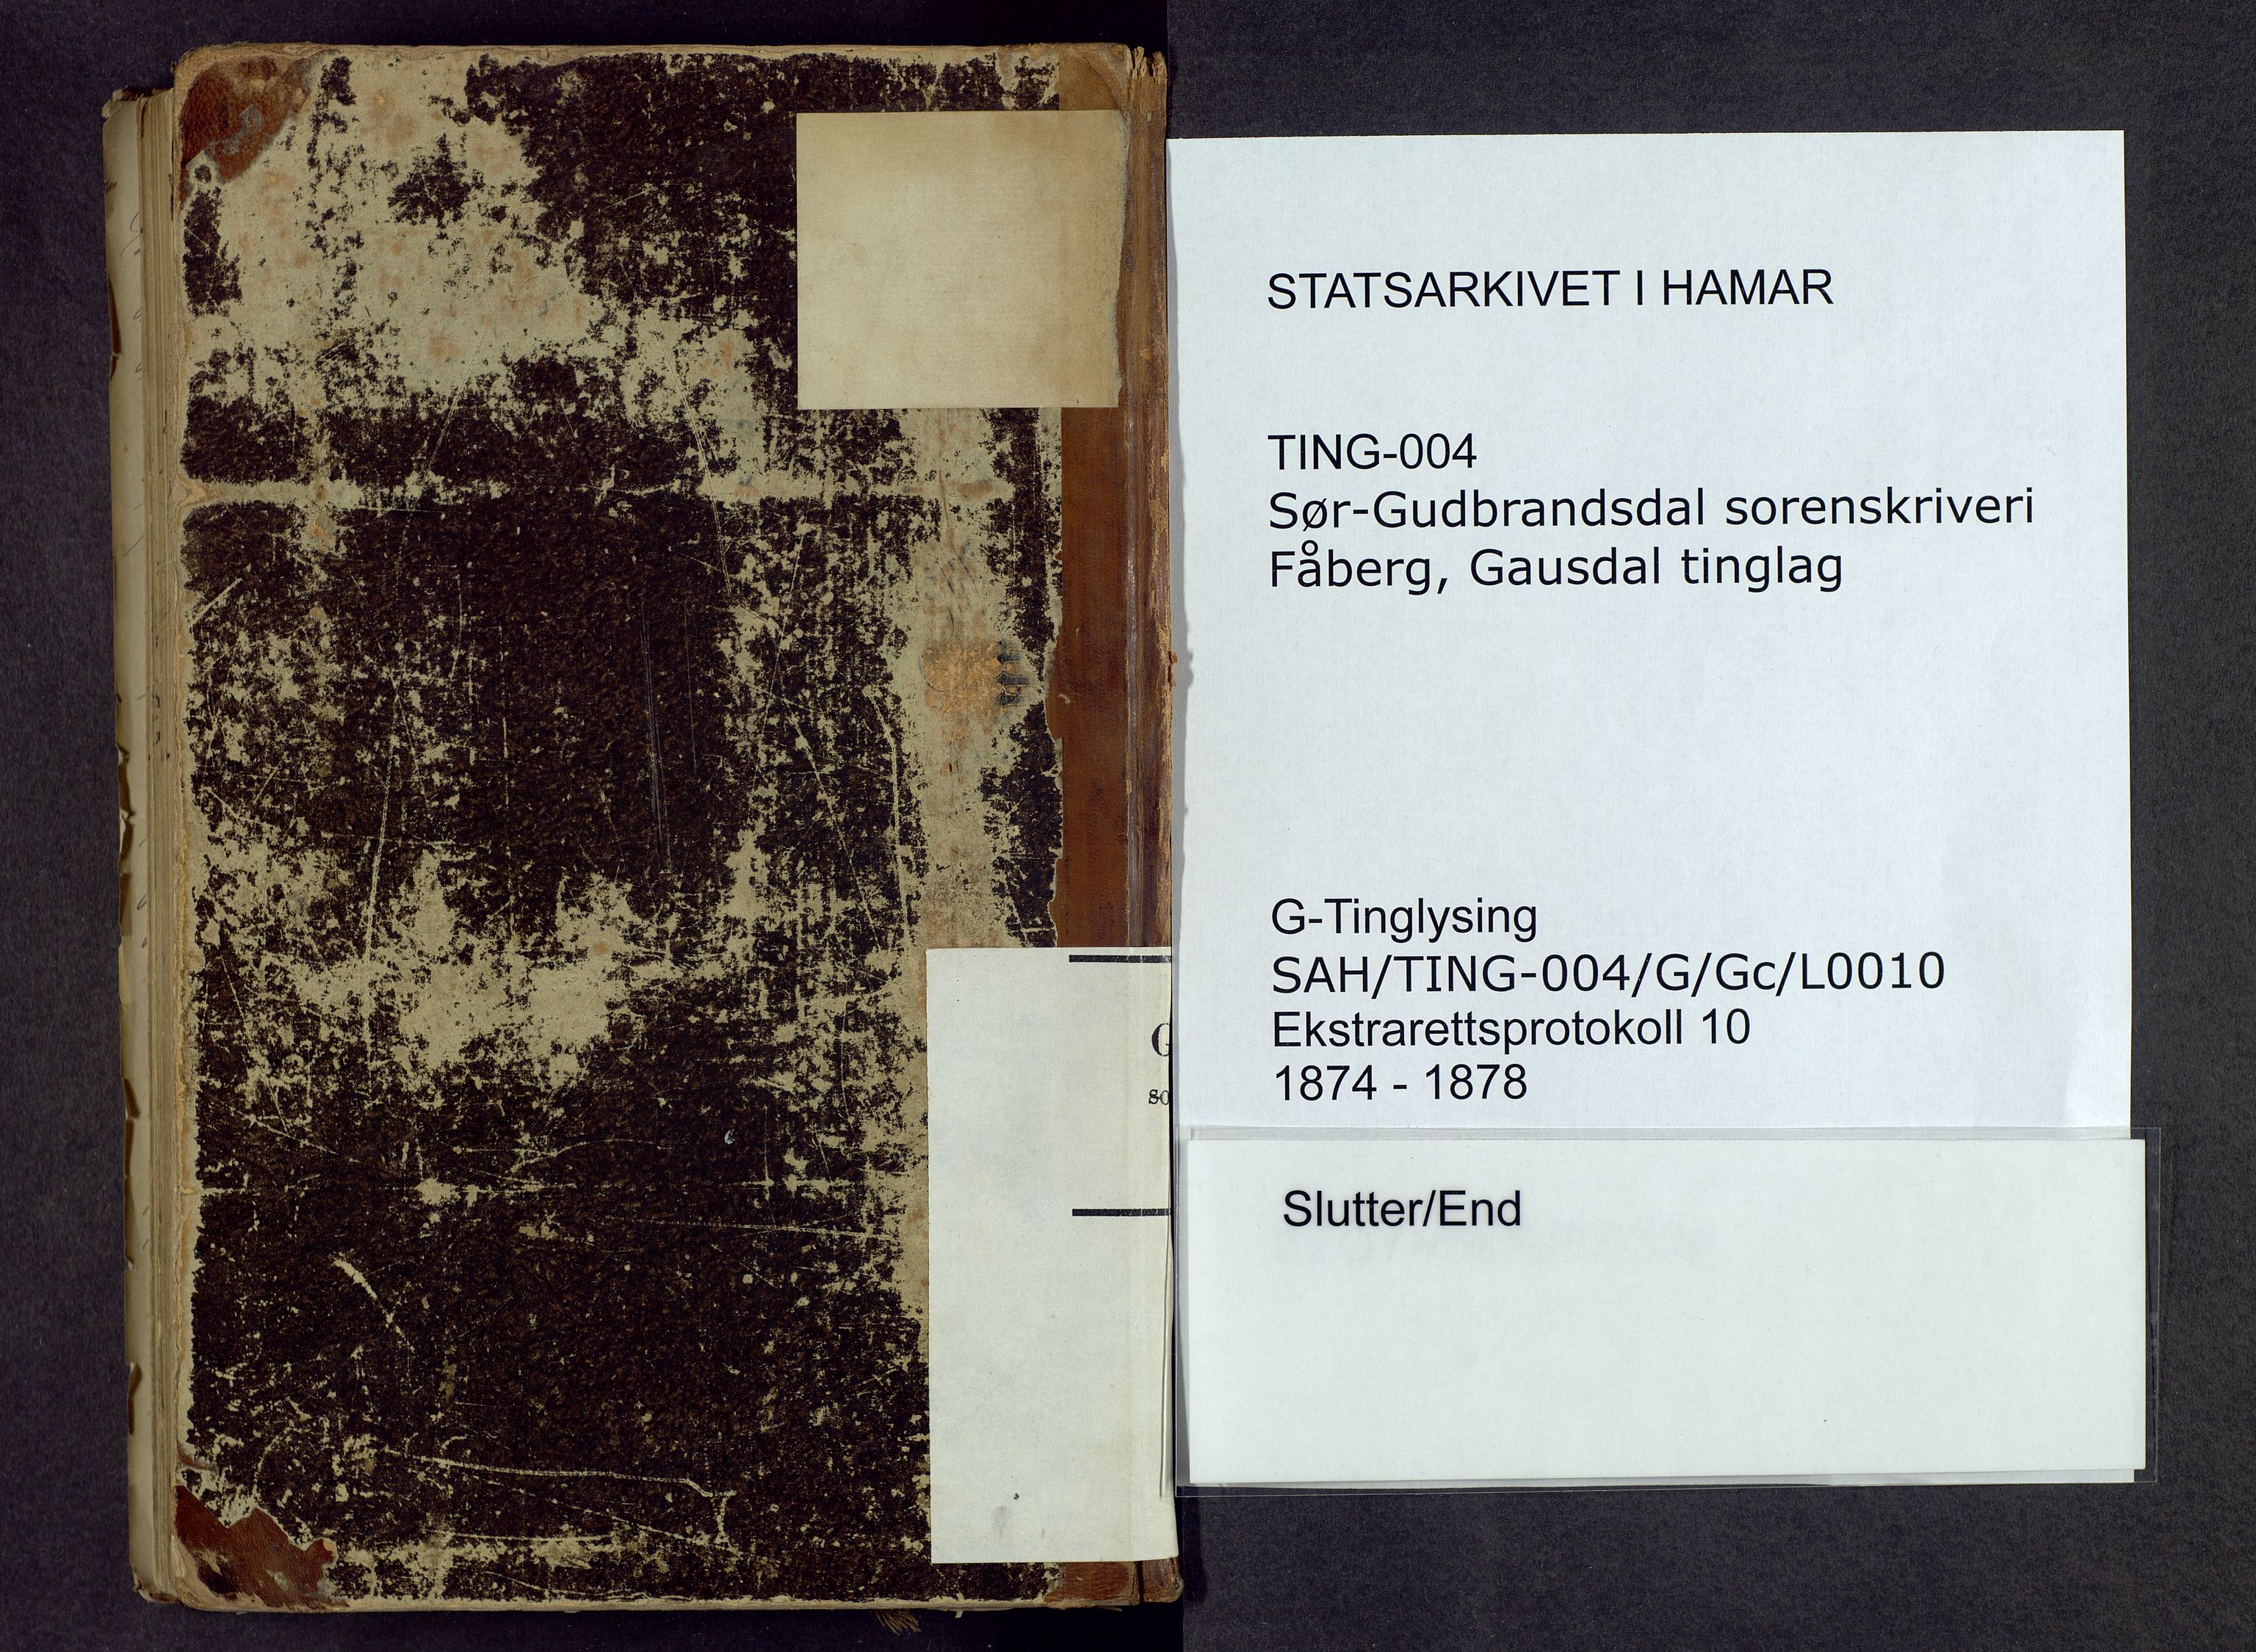 STATSARKIVET I HAMAR
TING-004
Sør-Gudbrandsdal sorenskriveri
Fåberg, Gausdal tinglag
G-Tinglysing
SAH/TING-004/G/Gc/L0010
Ekstrarettsprotokoll 10
1874 - 1878
Slutter/End
so